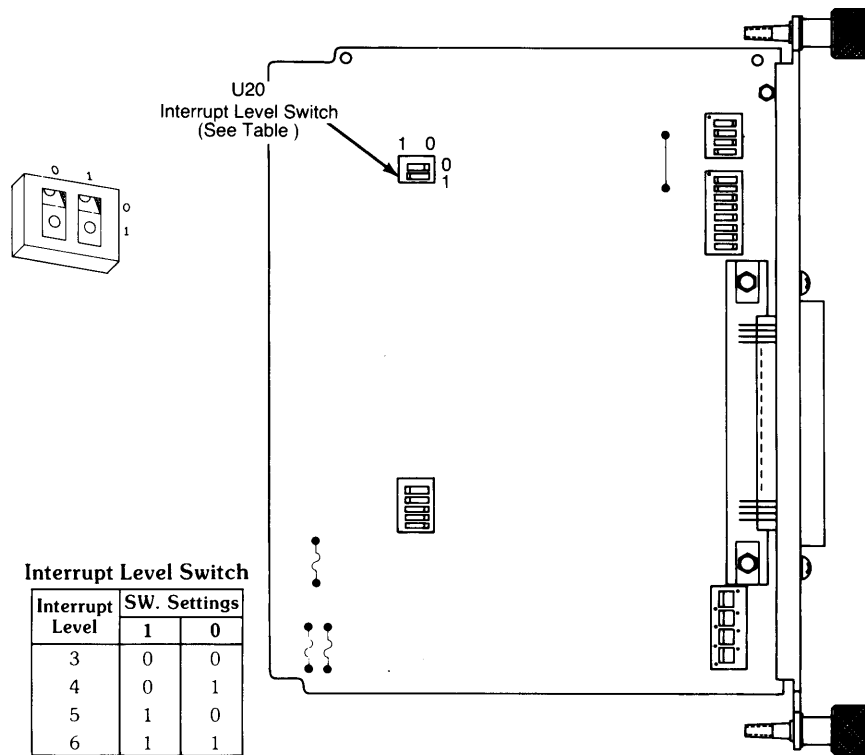 U20
Interrupt Level Switch
(See Table )
1 0
0
1
0 1
0
1
Interrupt Level Switch
Interrupt Level SW. Settings
1 0
3 0 0
4 0 1
5 1 0
6 1 1